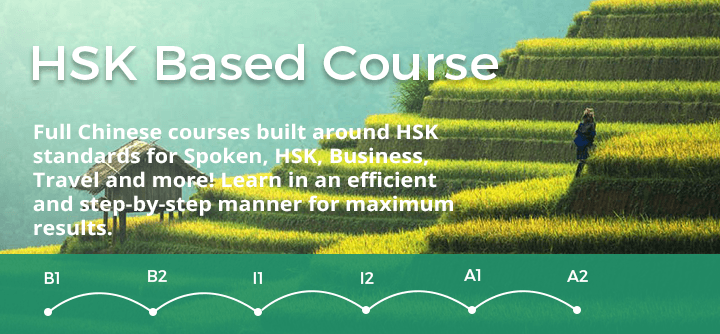 HSK Based Course
Full Chinese courses built around HSK
standards for Spoken, HSK, Business,
Travel and more! Learn in an efficient
and step-by-step manner for maximum
results.
B1 B2 I1 I2 A1 A2